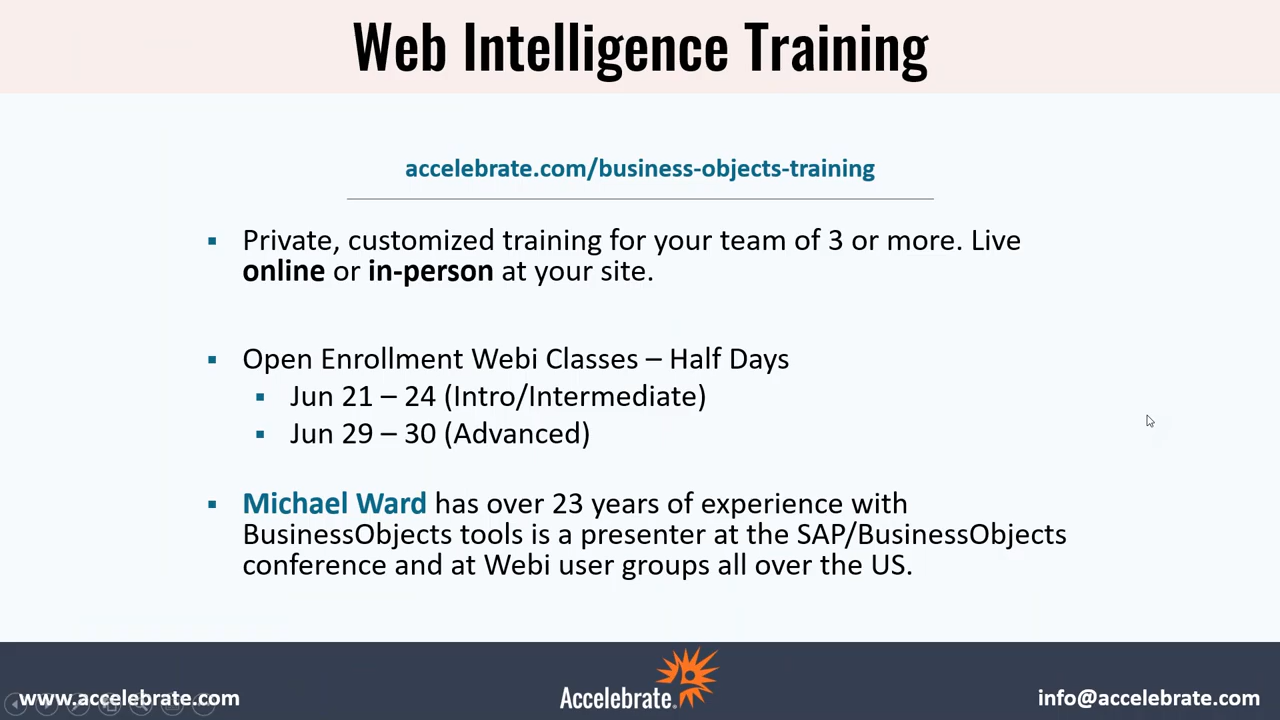 Web Intelligence Training
accelebrate.com/business-objects-training
Private, customized training for your team of 3 or more. Live
online or in-person at your site.
Open Enrollment Webi Classes – Half Days
Jun 21 – 24 (Intro/Intermediate)
Jun 29 – 30 (Advanced)
Michael Ward has over 23 years of experience with
BusinessObjects tools is a presenter at the SAP/BusinessObjects
conference and at Webi user groups all over the US.
www.accelebrate.com
Accelebrate®
info@accelebrate.com